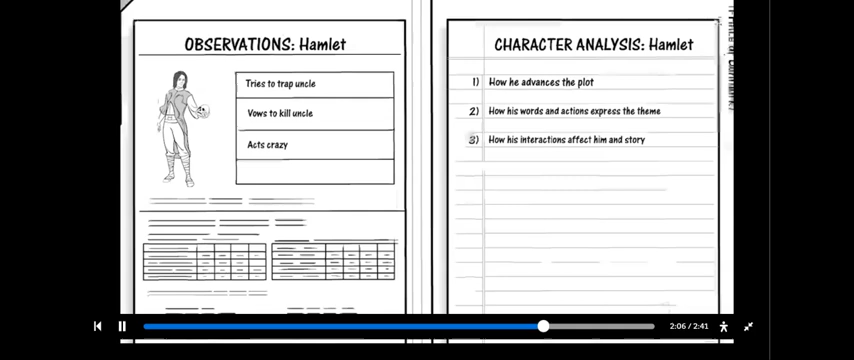 OBSERVATIONS: Hamlet
Tries to trap uncle
Vows to kill uncle
Acts crazy
CHARACTER ANALYSIS: Hamlet
1) How he advances the plot
2) How his words and actions express the theme
3) How his interactions affect him and story
2:06 / 2:41